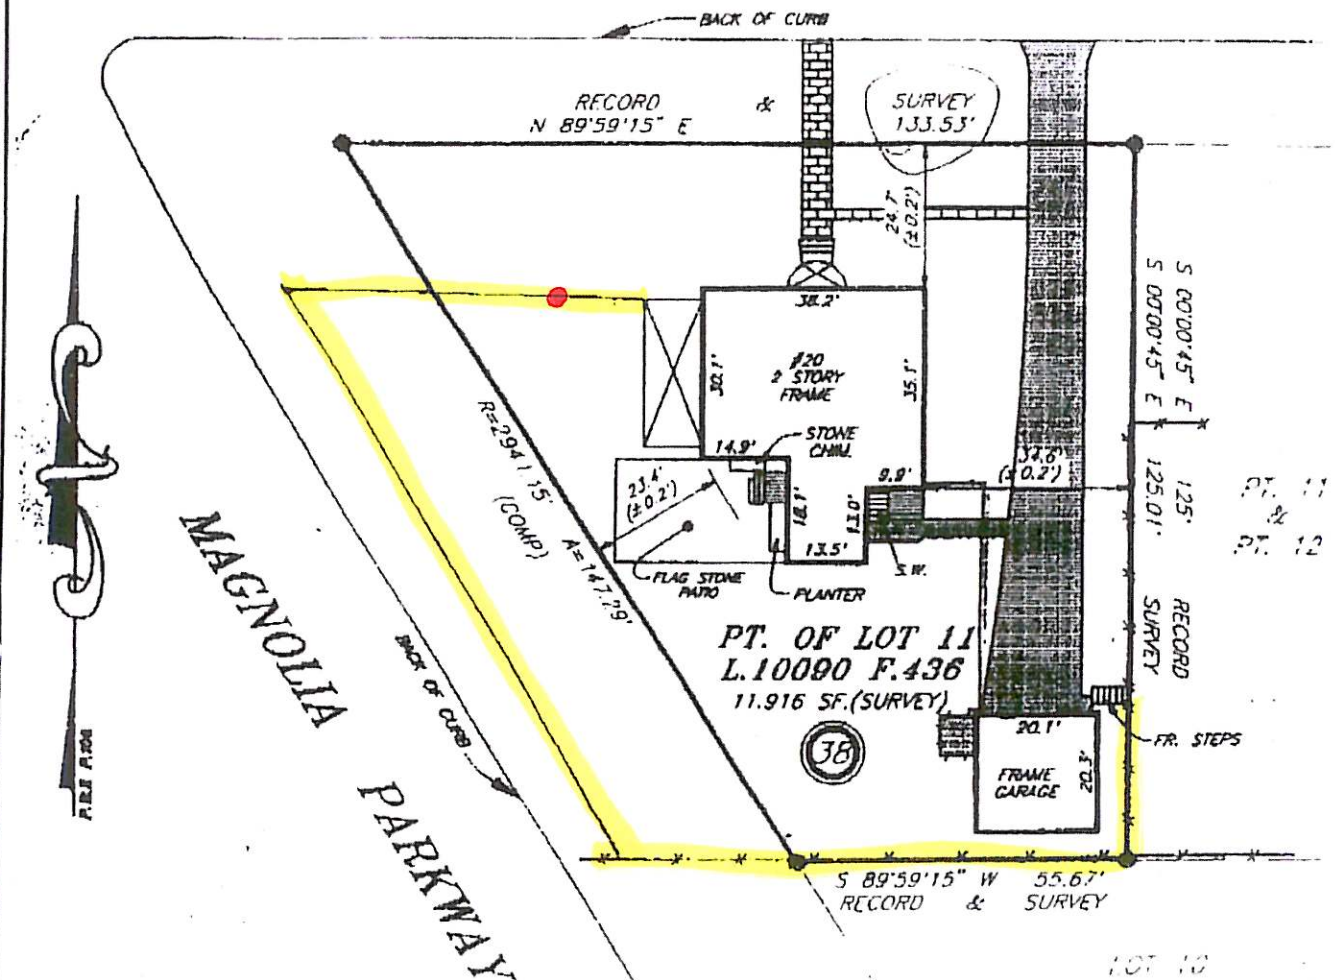 BACK OF CURB
RECORD & SURVEY
N 89°59'15" E 133.53'
24.7'
(±0.2')
S 00°00'45" E 125' RECORD
S 00°00'45" E 125.01' SURVEY
38.2'
#20
2 STORY
FRAME
30.1'
35.1'
14.9'
STONE
CHIM.
9.9'
34.6'
(±0.2')
23.4'
(±0.2')
18.1'
13.0'
13.5'
S.W.
FLAG STONE
PATIO
PLANTER
R=2941.15'
(COMP)
A=147.79'
PT. 11
&
PT. 12
PT. OF LOT 11
L.10090 F.436
11.916 SF.(SURVEY)
38
20.1'
20.3'
FRAME
GARAGE
FR. STEPS
MAGNOLIA
PARKWAY
BACK OF CURB
S 89°59'15" W 55.67'
RECORD & SURVEY
LOT 10